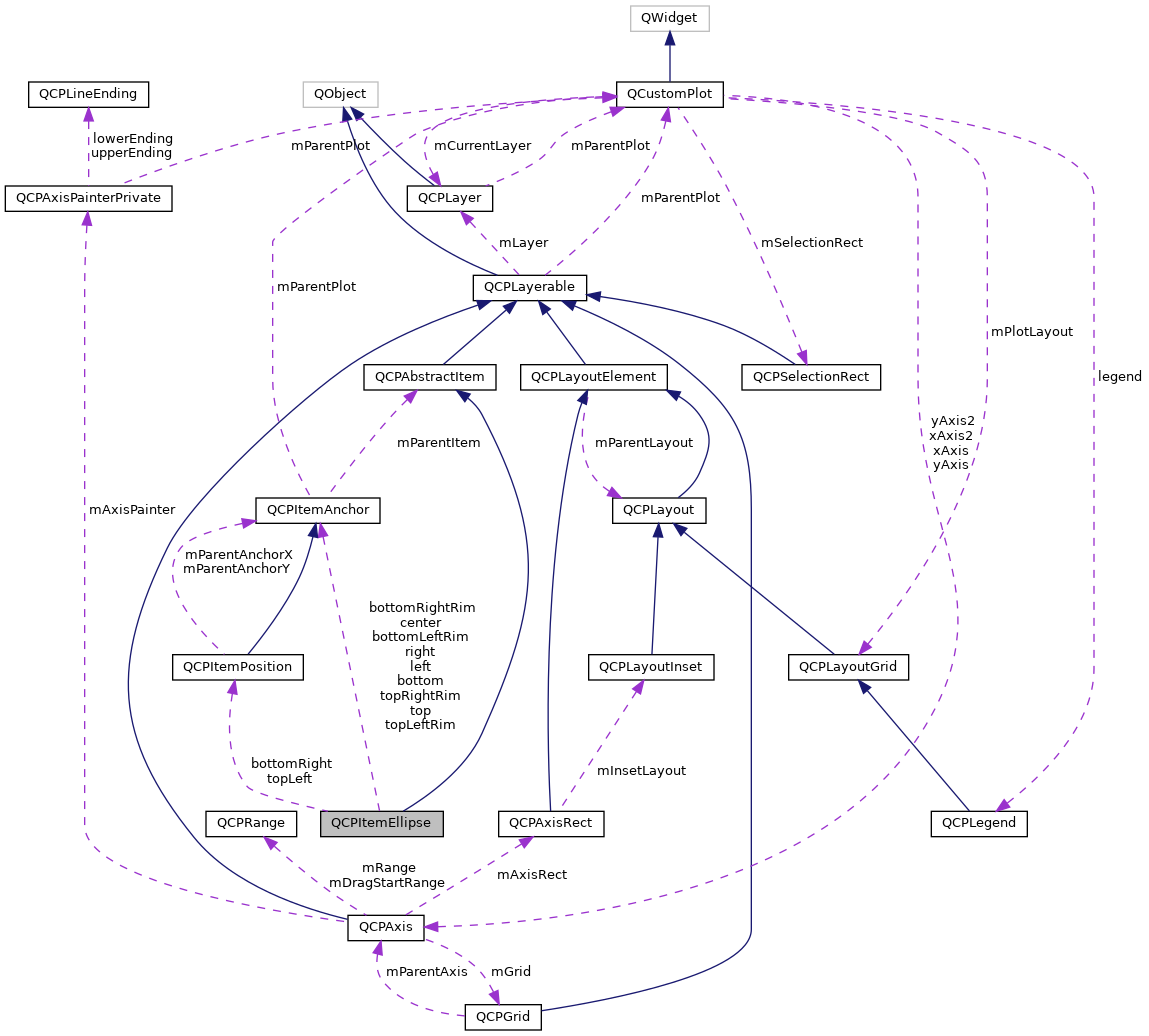 QWidget
QCPLineEnding
QObject
QCustomPlot
lowerEnding
upperEnding
mParentPlot
mCurrentLayer
mParentPlot
QCPAxisPainterPrivate
QCPLayer
mParentPlot
mLayer
mSelectionRect
mParentPlot
QCPLayerable
mPlotLayout
QCPAbstractItem
QCPLayoutElement
QCPSelectionRect
legend
yAxis2
xAxis2
xAxis
yAxis
mParentItem
mParentLayout
mAxisPainter
QCPItemAnchor
QCPLayout
mParentAnchorX
mParentAnchorY
bottomRightRim
center
bottomLeftRim
right
left
bottom
topRightRim
top
topLeftRim
QCPItemPosition
QCPLayoutInset
QCPLayoutGrid
bottomRight
topLeft
mInsetLayout
QCPRange
QCPItemEllipse
QCPAxisRect
QCPLegend
mRange
mDragStartRange
mAxisRect
QCPAxis
mParentAxis
mGrid
QCPGrid